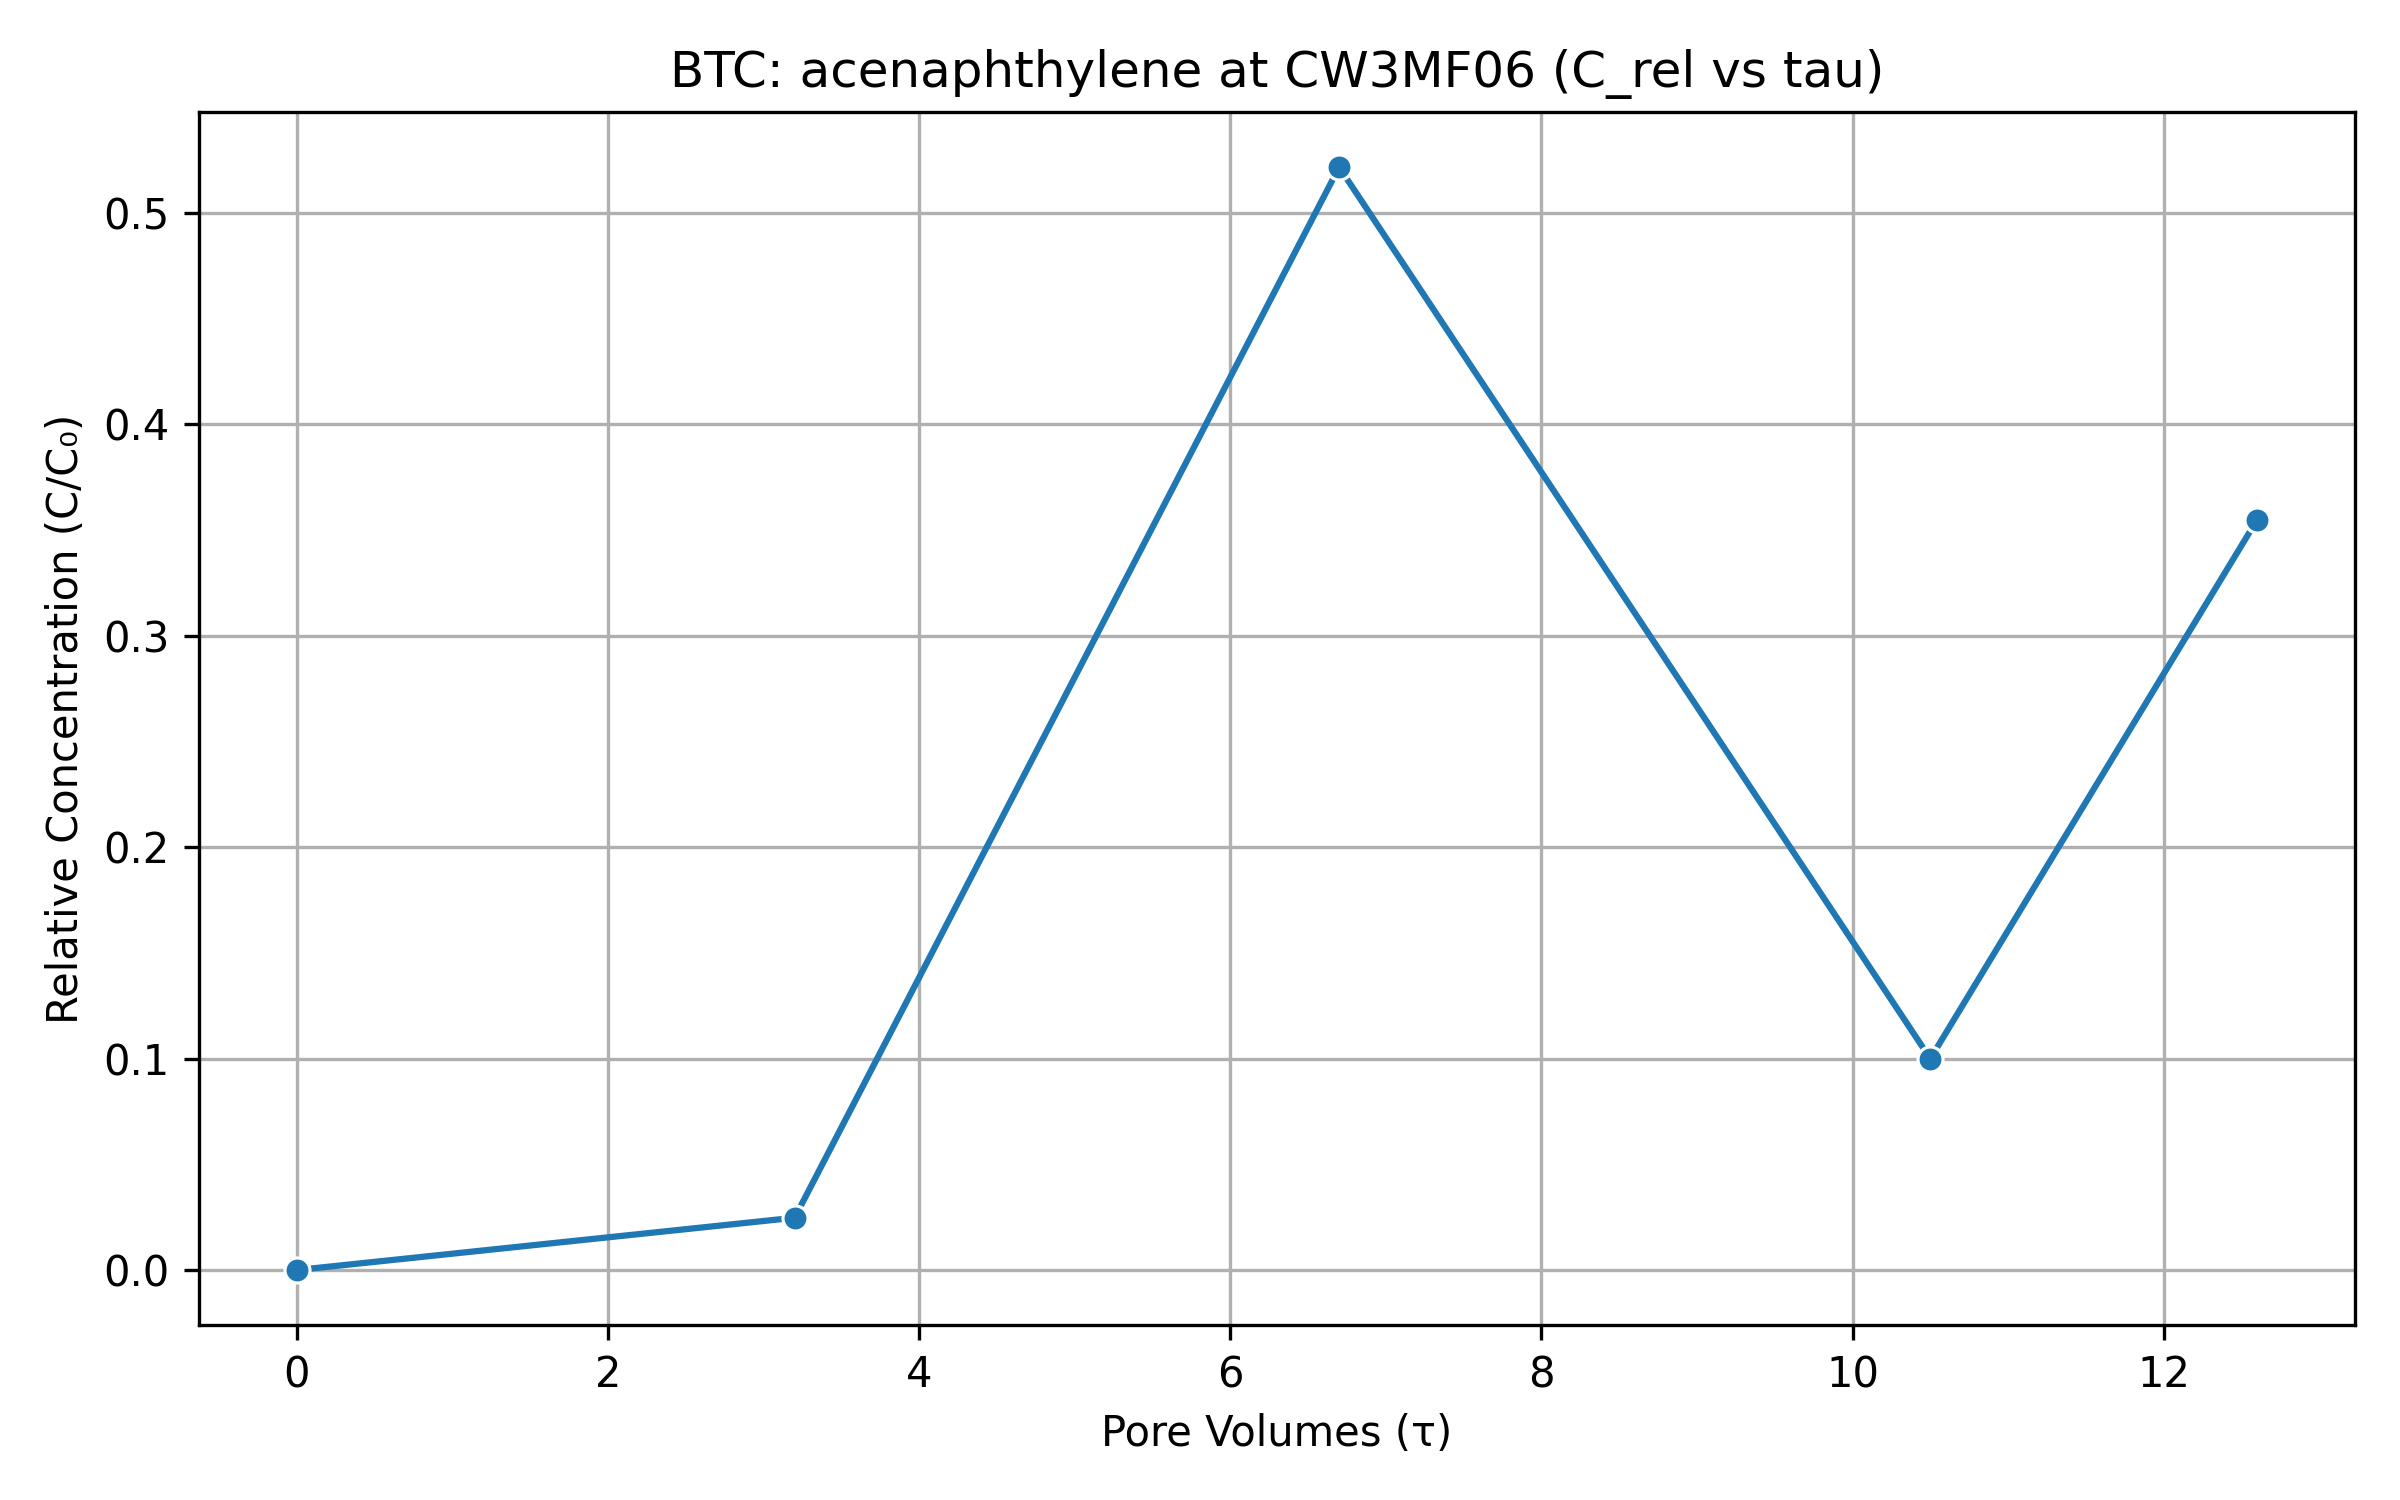 BTC: acenaphthylene at CW3MF06 (C_rel vs tau)
Relative Concentration (C/C₀)
0.5
0.4
0.3
0.2
0.1
0.0
0 2 4 6 8 10 12
Pore Volumes (τ)